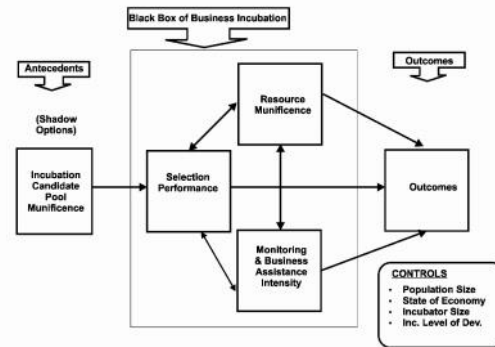 Black Box of Business Incubation
Antecedents
Outcomes
(Shadow
Options)
Incubation
Candidate
Pool
Munificence
Selection
Performance
Resource
Munificence
Monitoring
& Business
Assistance
Intensity
Outcomes
CONTROLS
• Population Size
• State of Economy
• Incubator Size
• Inc. Level of Dev.